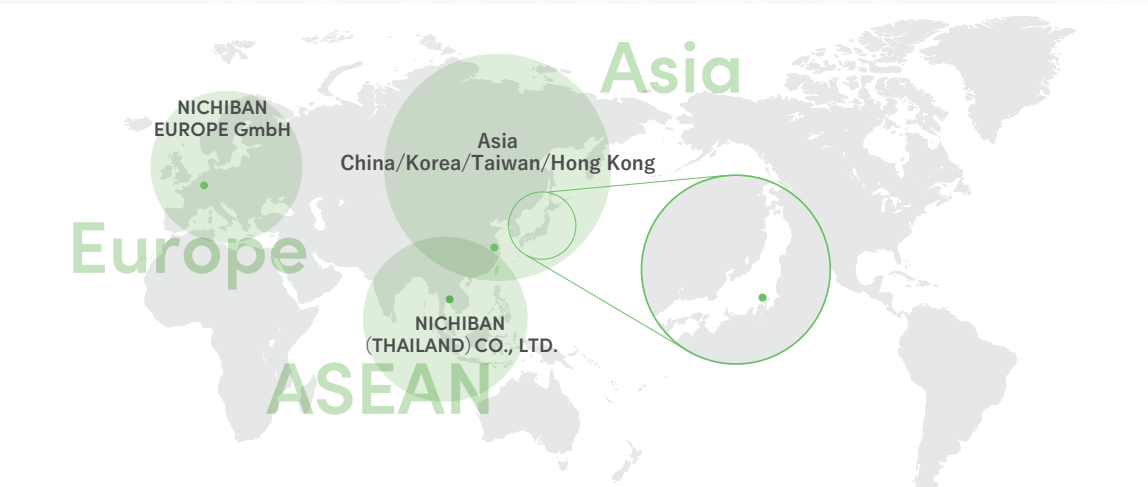 Asia
NICHIBAN
EUROPE GmbH
Asia
China/Korea/Taiwan/Hong Kong
Europe
NICHIBAN
（THAILAND）CO., LTD.
ASEAN